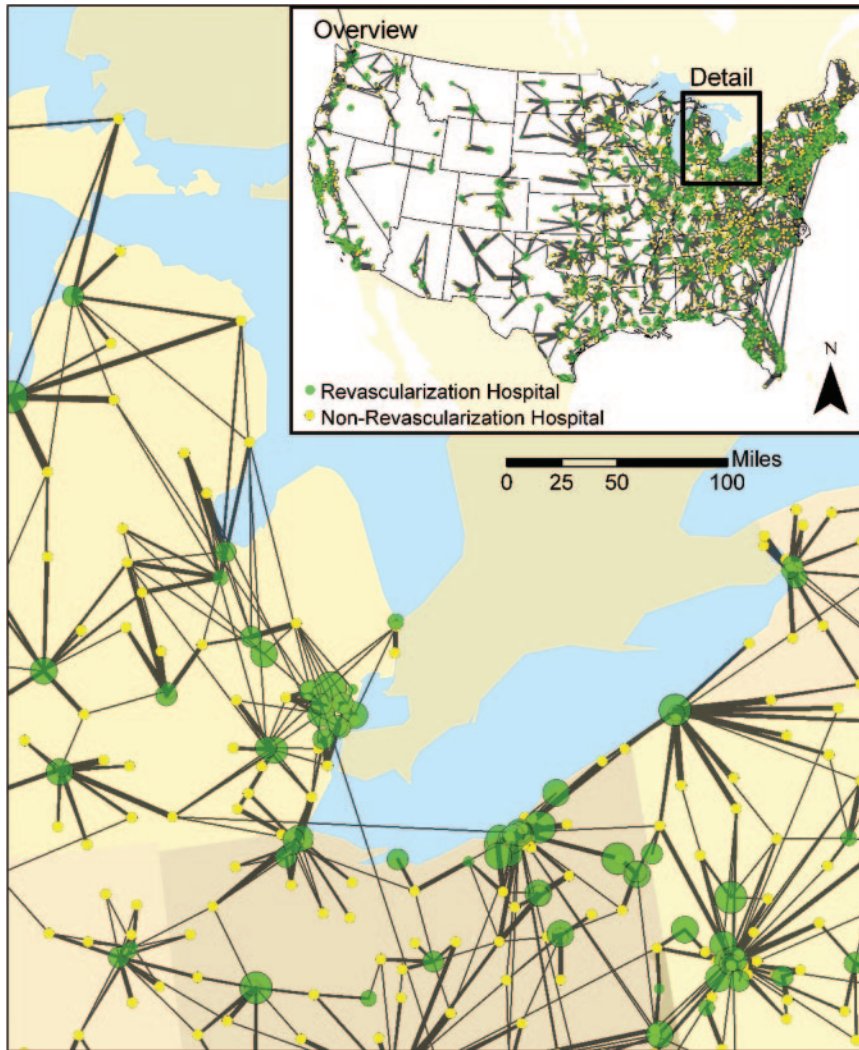 Overview
Detail
N
Revascularization Hospital
Non-Revascularization Hospital
Miles
0 25 50 100